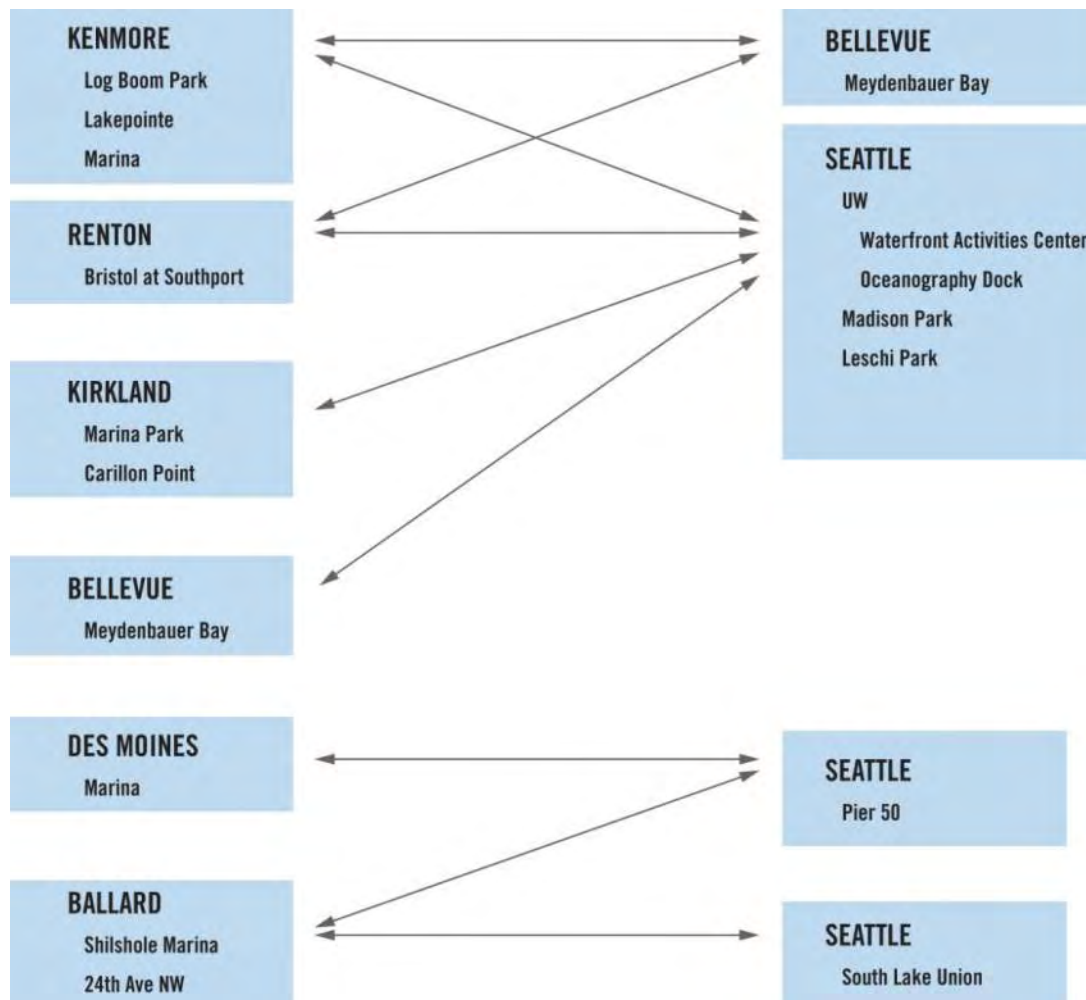 KENMORE
Log Boom Park
Lakepointe
Marina
RENTON
Bristol at Southport
KIRKLAND
Marina Park
Carillon Point
BELLEVUE
Meydenbauer Bay
DES MOINES
Marina
BALLARD
Shilshole Marina
24th Ave NW
BELLEVUE
Meydenbauer Bay
SEATTLE
UW
Waterfront Activities Center
Oceanography Dock
Madison Park
Leschi Park
SEATTLE
Pier 50
SEATTLE
South Lake Union